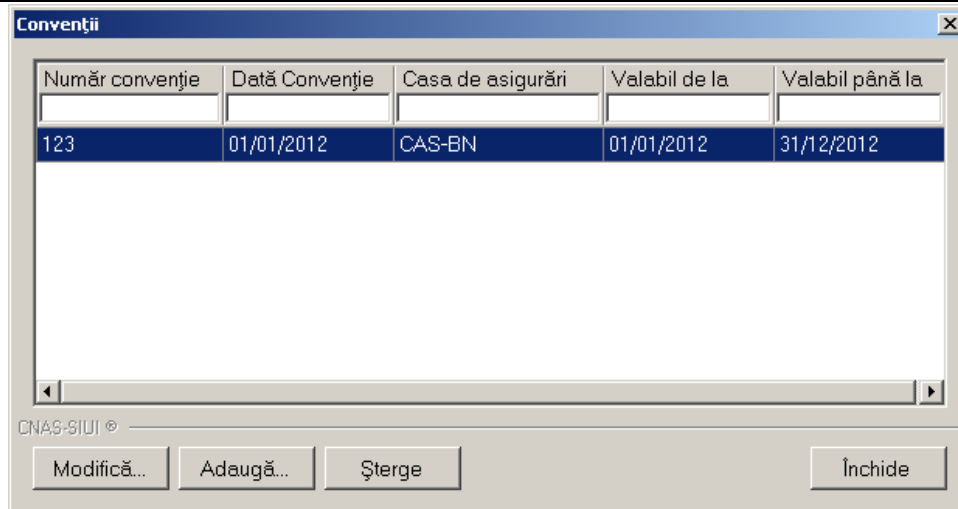 Convenţii
Număr convenţie Dată Convenţie Casa de asigurări Valabil de la Valabil până la
123 01/01/2012 CAS-BN 01/01/2012 31/12/2012
CNAS-SIUI ®
Modifică... Adaugă... Şterge Închide